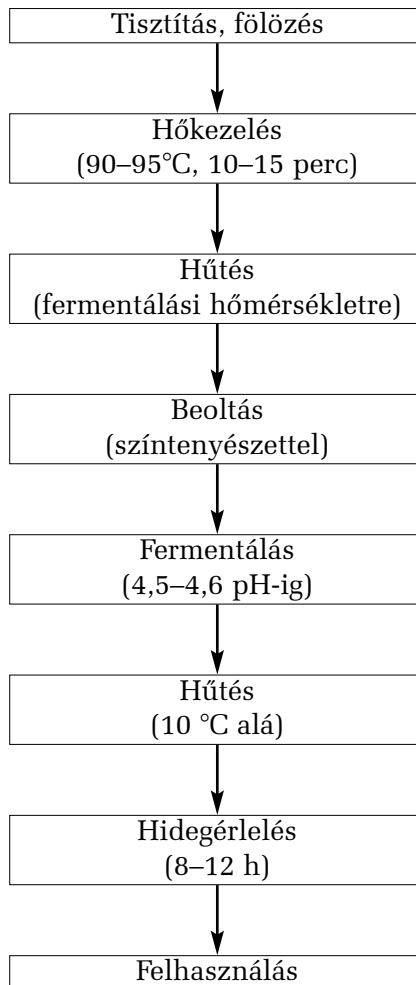 Tisztítás, fölözés
Hőkezelés
(90–95°C, 10–15 perc)
Hűtés
(fermentálási hőmérsékletre)
Beoltás
(színtenyészettel)
Fermentálás
(4,5–4,6 pH-ig)
Hűtés
(10 °C alá)
Hidegérlelés
(8–12 h)
Felhasználás